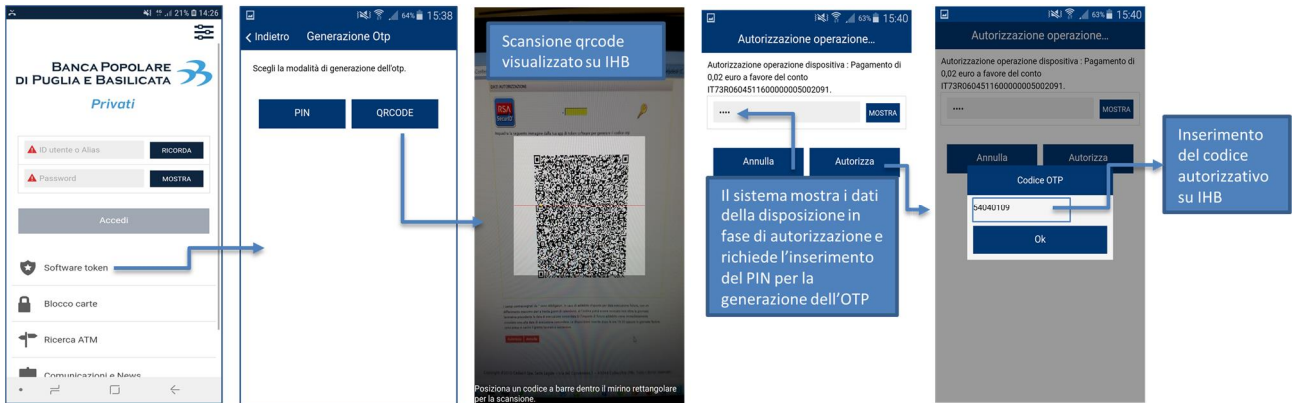 21% 14:26
BANCA POPOLARE
DI PUGLIA E BASILICATA
Privati
ID utente o Alias
RICORDA
Password
MOSTRA
Accedi
Software token
Blocco carte
Ricerca ATM
Comunicazioni e News
64% 15:38
Indietro Generazione Otp
Scegli la modalità di generazione dell'otp.
PIN QRCODE
Scansione qrcode
visualizzato su IHB
RSA
SecurID
Posiziona un codice a barre dentro il mirino rettangolare
per la scansione.
63% 15:40
Autorizzazione operazione...
Autorizzazione operazione dispositiva : Pagamento di
0,02 euro a favore del conto
IT73R0604511600000005002091.
.... MOSTRA
Annulla Autorizza
Il sistema mostra i dati
della disposizione in
fase di autorizzazione e
richiede l'inserimento
del PIN per la
generazione dell'OTP
63% 15:40
Autorizzazione operazione...
Autorizzazione operazione dispositiva : Pagamento di
0,02 euro a favore del conto
IT73R0604511600000005002091.
.... MOSTRA
Annulla Autorizza
Codice OTP
54040109
Ok
Inserimento
del codice
autorizzativo
su IHB